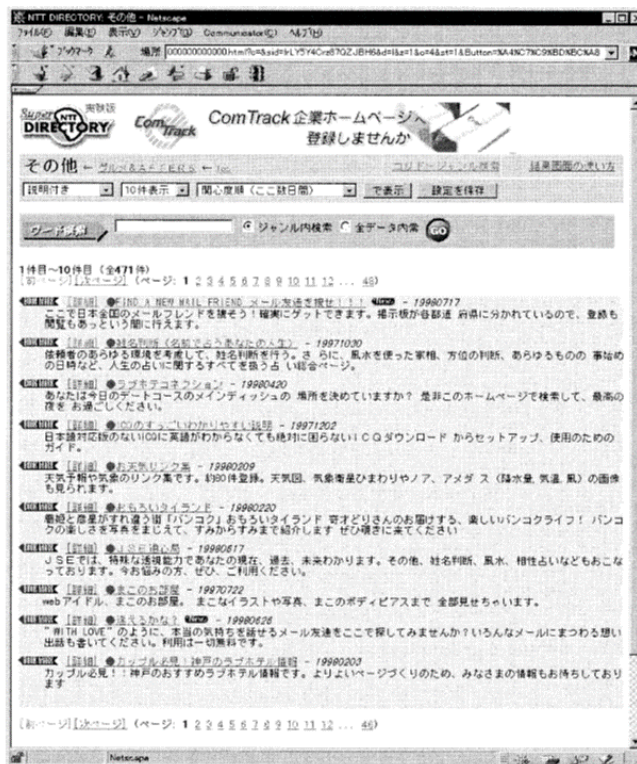 NTT DIRECTORY: その他 - Netscape
ファイル(F) 編集(E) 表示(V) ジャンプ(G) Communicator(C) ヘルプ(H)
ブックマーク 場所
Super NTT DIRECTORY 実験版
ComTrack
ComTrack 企業ホームページへ
登録しませんか
その他 ←
結果画面の使い方
説明付き 10件表示 関心度順(ここ数日間) で表示 設定を保存
ワード検索 ジャンル内検索 全データ内索 GO
1件目~10件目 (全471件)
[前ページ][次ページ] (ページ: 1 2 3 4 5 6 7 8 9 10 11 12 ... 48)
[詳細] ●FIND A NEW MAIL FRIEND メール友達を捜せ!!! - 19980717
ここで日本全国のメールフレンドを捜そう!確実にゲットできます。掲示板が各都道 府県に分かれているので、登録も
閲覧もあっという間に行えます。
[詳細] ●姓名判断(名前で占うあなたの人生) - 19971030
依頼者のあらゆる環境を考慮して、姓名判断を行う。さ らに、風水を使った家相、方位の判断、あらゆるものの 事始め
の日時など、人生の占いに関するすべてを扱う占 い総合ページ。
[詳細] ●ラブホテコネクション - 19980420
あなたは今日のデートコースのメインディッシュの 場所を決めていますか? 是非このホームページで検索して、最高の
夜を お過ごしください。
[詳細] ●ICQのすっごいわかりやすい説明 - 19971202
日本語対応版のないICQに英語がわからなくても絶対に困らないICQダウンロード からセットアップ、使用のための
ガイド。
[詳細] ●お天気リンク集 - 19980209
天気予報や気象のリンク集です。約80件登録。天気図、気象衛星ひまわりやノア、アメダ ス(降水量、気温、風)の画像
も見られます。
[詳細] ●おもろいタイランド - 19980220
おもろいタイランド 奇才どりさんのお届けする、楽しいバンコクライフ! バンコ
クの楽しさを写真をまじえて、すみからすみまで紹介します ぜひ覗きに来てください
[詳細] ●JSE - 19980617
JSEでは、特殊な透視能力であなたの現在、過去、未来わかります。その他、姓名判断、風水、相性占いなどもおこな
っております。今お悩みの方、ぜひ、ご利用ください。
[詳細] ●まこのお部屋 - 19970722
webアイドル、まこのお部屋。 まこなイラストや写真、まこのボディピアスまで 全部見せちゃいます。
[詳細] ●逢えるかな? - 19980626
"WITH LOVE"のように、本当の気持ちを話せるメール友達をここで探してみませんか?いろんなメールにまつわる想い
出話も書いてください。利用は一切無料です。
[詳細] ●カップル必見!神戸のラブホテル情報 - 19980203
カップル必見!!神戸のおすすめラブホテル情報です。よりよいページづくりのため、みなさまの情報もお待ちしており
ます
[前ページ][次ページ] (ページ: 1 2 3 4 5 6 7 8 9 10 11 12 ... 48)
Netscape